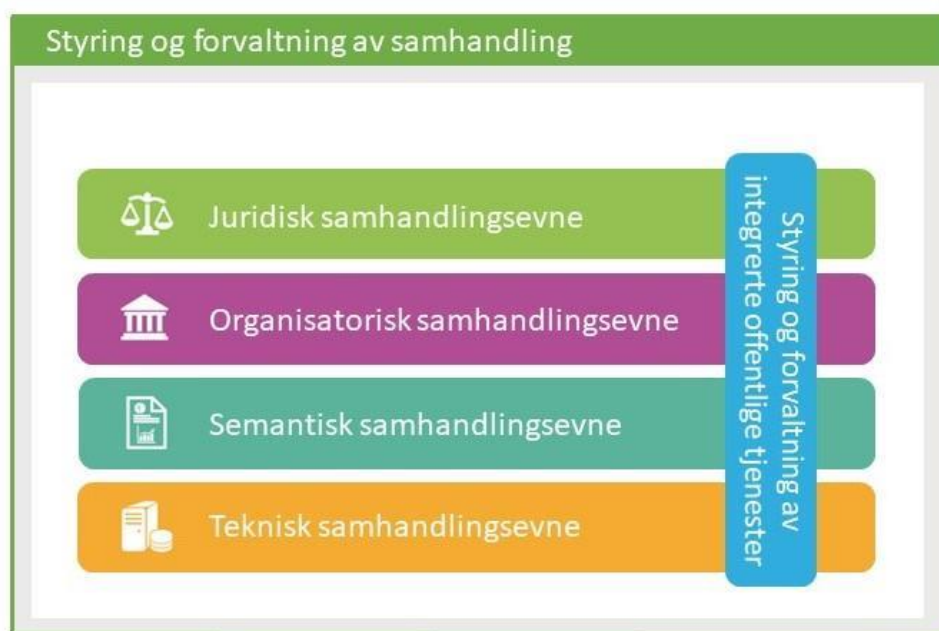 Styring og forvaltning av samhandling
Juridisk samhandlingsevne
Organisatorisk samhandlingsevne
Semantisk samhandlingsevne
Teknisk samhandlingsevne
Styring og forvaltning av
integrerte offentlige tjenester